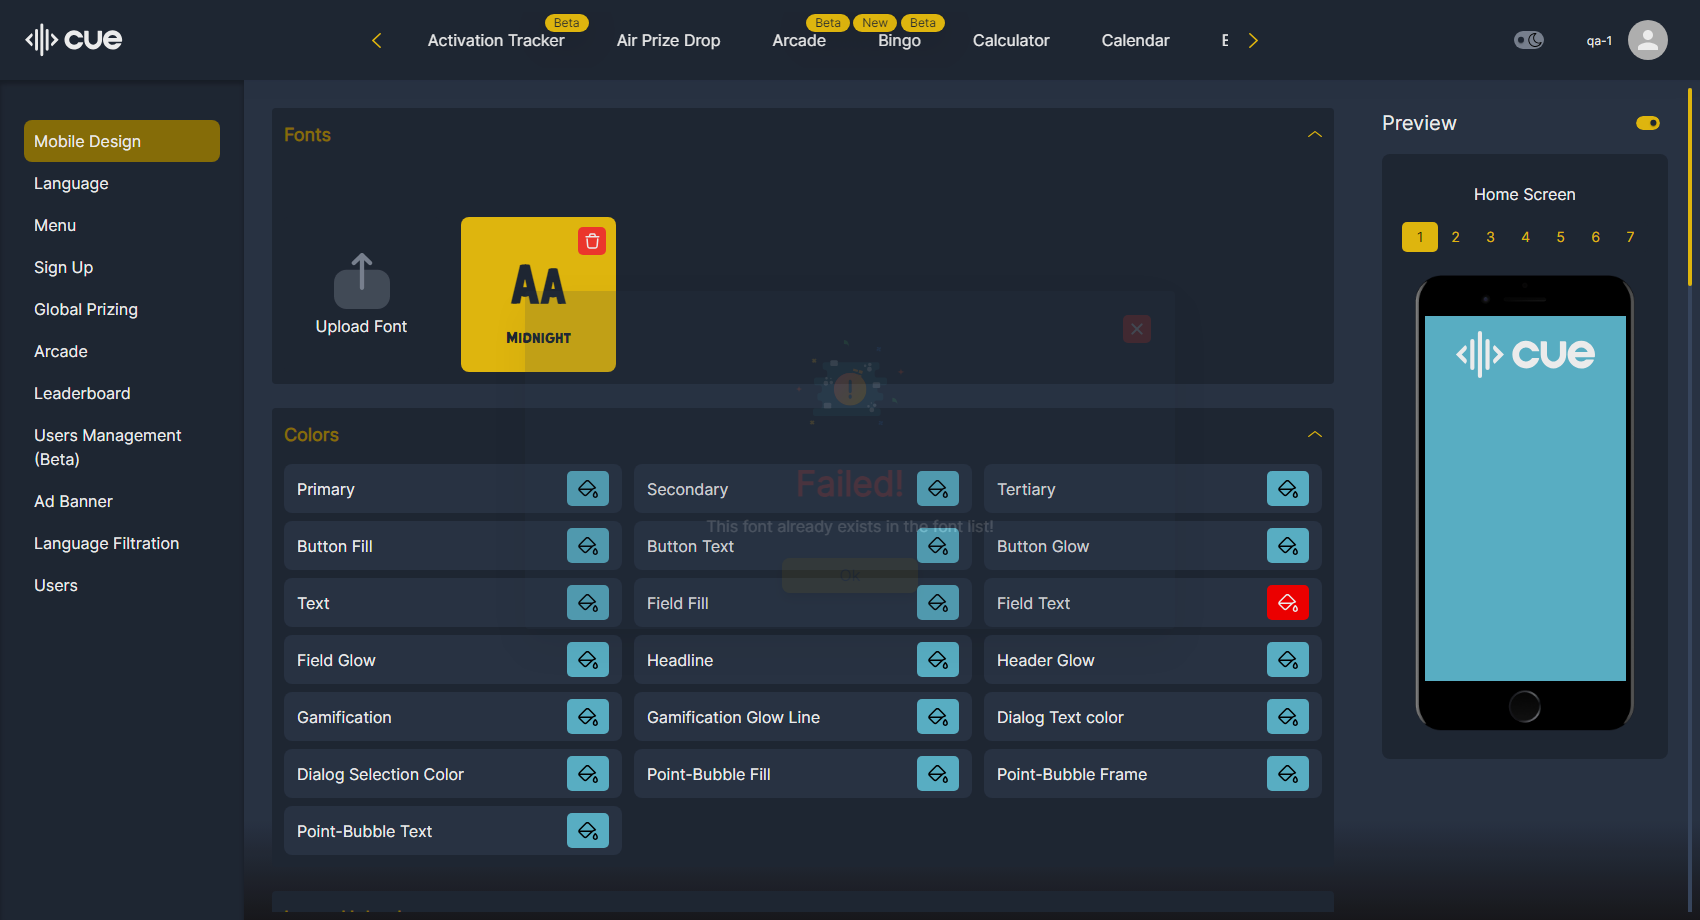 cue
Activation Tracker
Beta
Air Prize Drop
Arcade
Beta
New
Bingo
Beta
Calculator
Calendar
qa-1
Mobile Design
Language
Menu
Sign Up
Global Prizing
Arcade
Leaderboard
Users Management
(Beta)
Ad Banner
Language Filtration
Users
Fonts
Upload Font
AA
MIDNIGHT
Failed!
This font already exists in the font list!
Ok
Colors
Primary
Secondary
Tertiary
Button Fill
Button Text
Button Glow
Text
Field Fill
Field Text
Field Glow
Headline
Header Glow
Gamification
Gamification Glow Line
Dialog Text color
Dialog Selection Color
Point-Bubble Fill
Point-Bubble Frame
Point-Bubble Text
Preview
Home Screen
1 2 3 4 5 6 7
cue